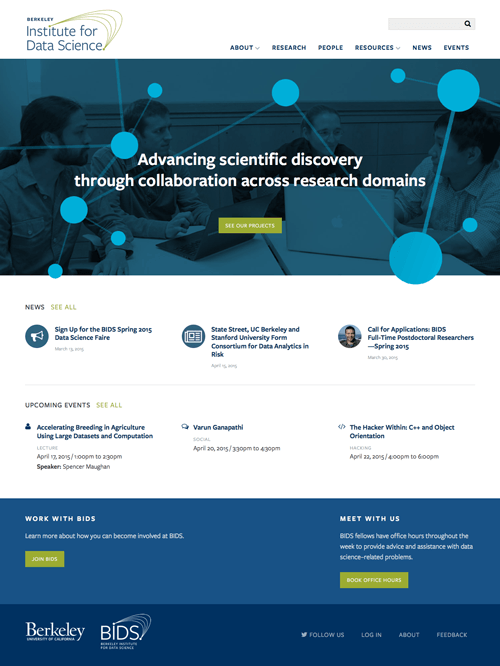 BERKELEY
Institute for
Data Science
ABOUT RESEARCH PEOPLE RESOURCES NEWS EVENTS
Advancing scientific discovery
through collaboration across research domains
SEE OUR PROJECTS
NEWS SEE ALL
Sign Up for the BIDS Spring 2015
Data Science Faire
March 13, 2015
State Street, UC Berkeley and
Stanford University Form
Consortium for Data Analytics in
Risk
April 15, 2015
Call for Applications: BIDS
Full-Time Postdoctoral Researchers
—Spring 2015
March 20, 2015
UPCOMING EVENTS SEE ALL
Accelerating Breeding in Agriculture
Using Large Datasets and Computation
LECTURE
April 17, 2015 / 1:00pm to 2:30pm
Speaker: Spencer Maughan
Varun Ganapathi
SOCIAL
April 20, 2015 / 3:30pm to 4:30pm
</> The Hacker Within: C++ and Object
Orientation
HACKING
April 22, 2015 / 4:00pm to 6:00pm
WORK WITH BIDS
Learn more about how you can become involved at BIDS.
JOIN BIDS
MEET WITH US
BIDS fellows have office hours throughout the
week to provide advice and assistance with data
science-related problems.
BOOK OFFICE HOURS
Berkeley
UNIVERSITY OF CALIFORNIA
BIDS
BERKELEY INSTITUTE
FOR DATA SCIENCE
FOLLOW US LOG IN ABOUT FEEDBACK